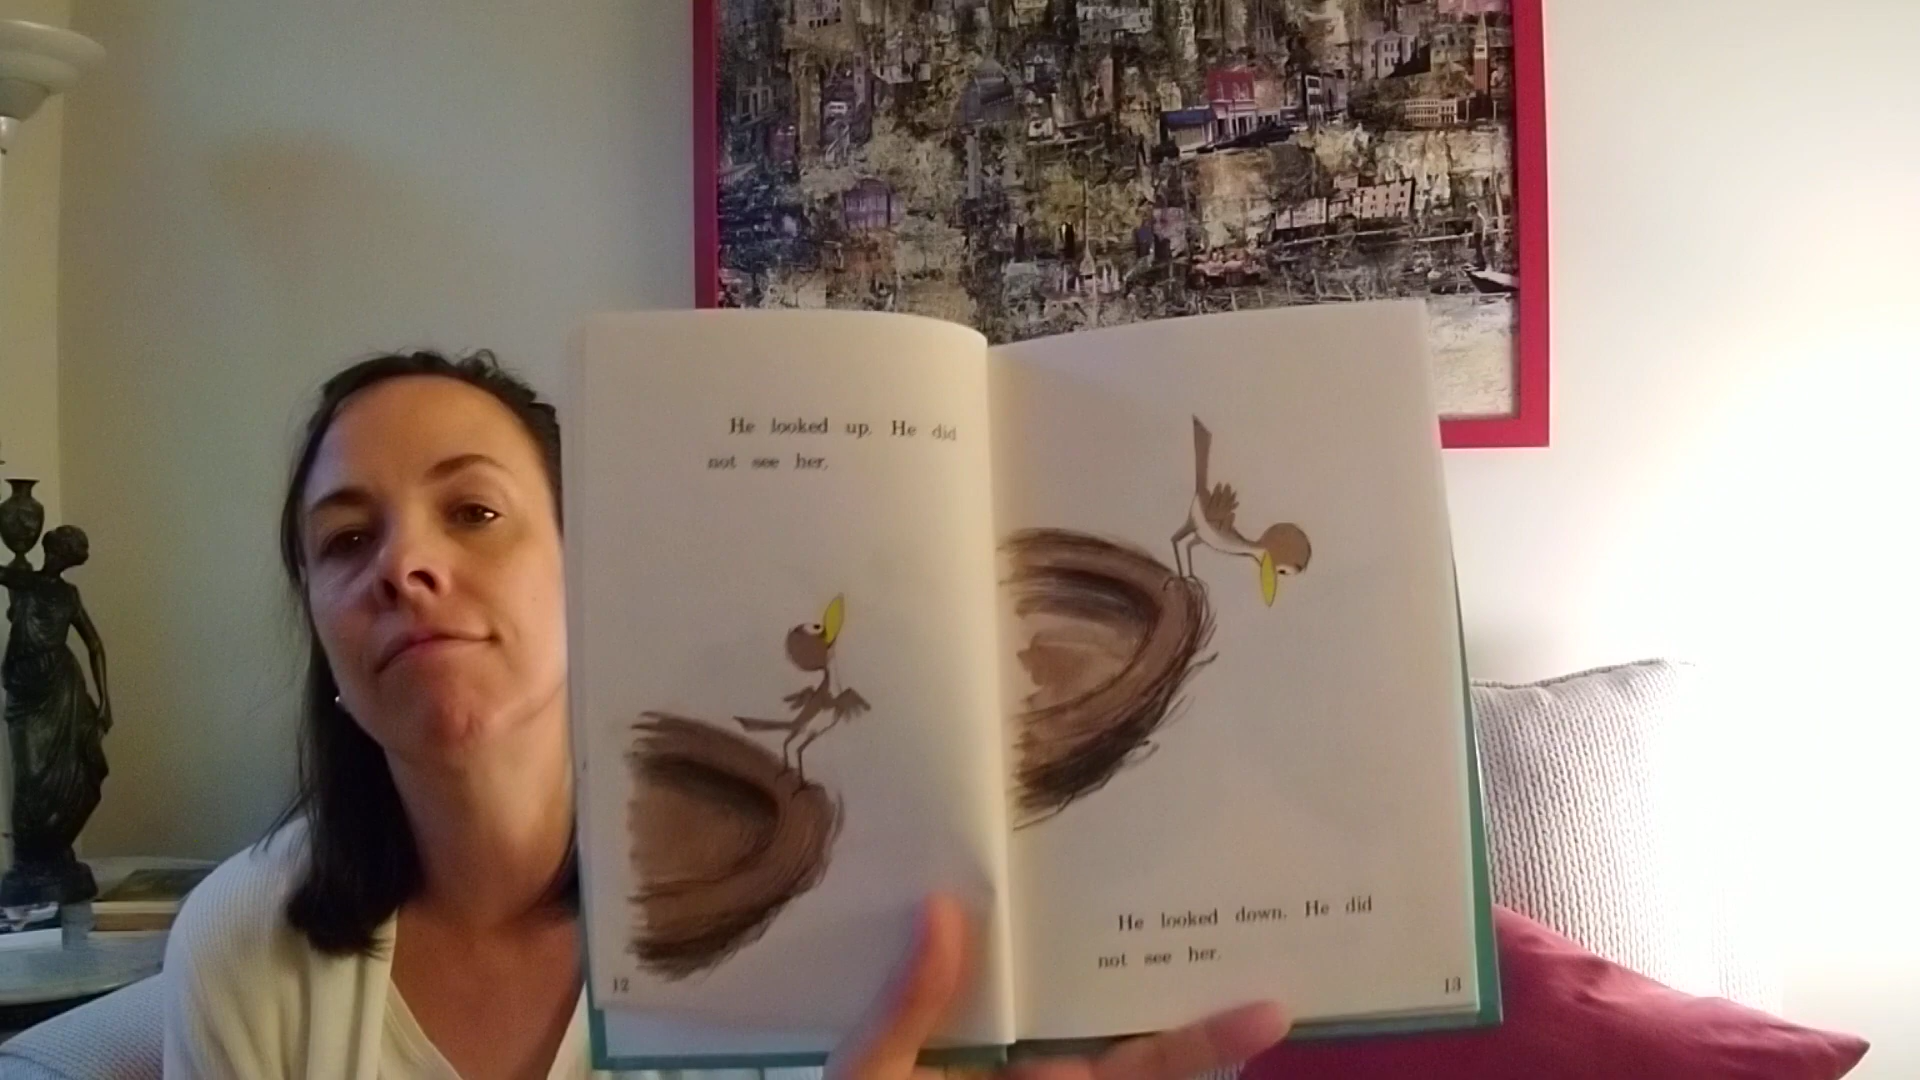 He looked up. He did
not see her.
12
He looked down. He did
not see her.
13